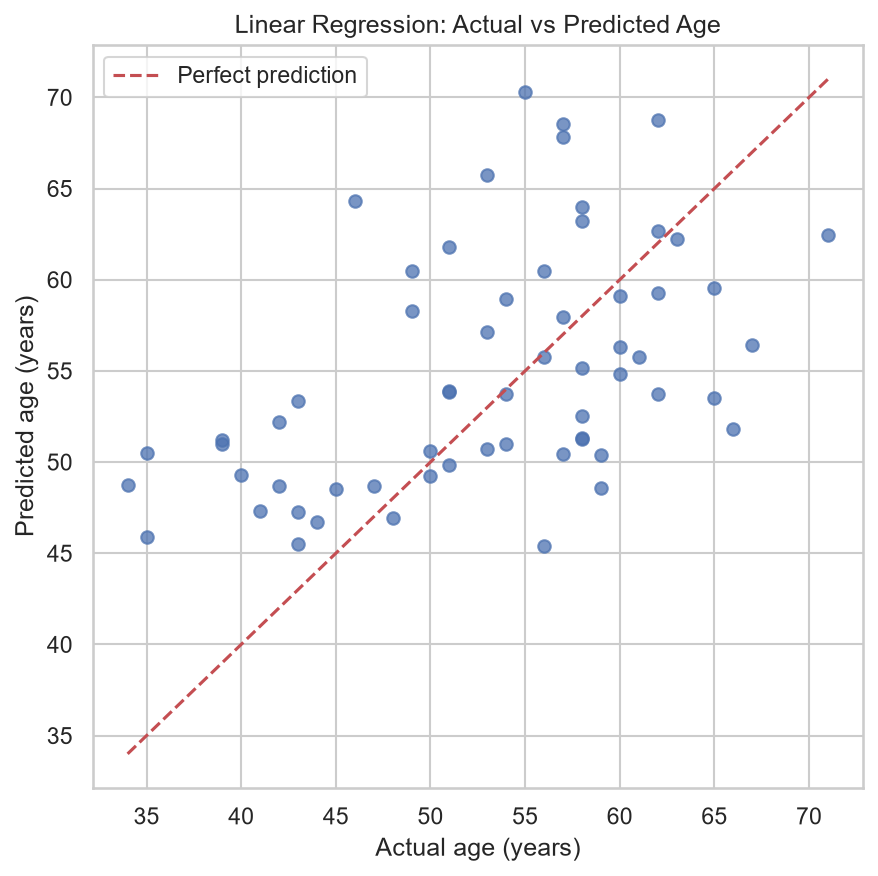 Linear Regression: Actual vs Predicted Age
Perfect prediction
70
65
60
55
50
45
40
35
Predicted age (years)
35 40 45 50 55 60 65 70
Actual age (years)